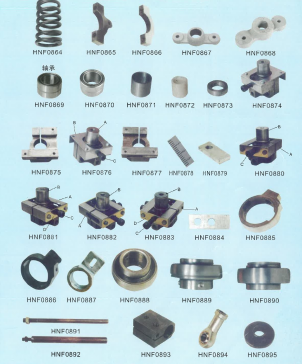 HNF0864 HNF0865 HNF0866 HNF0867 HNF0868
轴承
HNF0869 HNF0870 HNF0871 HNF0872 HNF0873 HNF0874
B A B A
C C
HNF0875 HNF0876 HNF0877 HNF0878 HNF0879 HNF0880
B B B
A A A
C C C
HNF0881 HNF0882 HNF0883 HNF0884 HNF0885
HNF0886 HNF0887 HNF0888 HNF0889 HNF0890
HNF0891
HNF0892 HNF0893 HNF0894 HNF0895